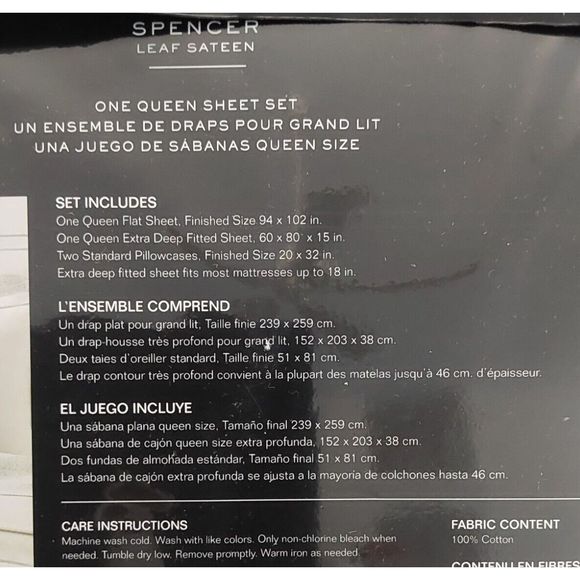 SPENCER
LEAF SATEEN
ONE QUEEN SHEET SET
UN ENSEMBLE DE DRAPS POUR GRAND LIT
UNA JUEGO DE SÁBANAS QUEEN SIZE
SET INCLUDES
One Queen Flat Sheet, Finished Size 94 x 102 in.
One Queen Extra Deep Fitted Sheet, 60 x 80 x 15 in.
Two Standard Pillowcases, Finished Size 20 x 32 in.
Extra deep fitted sheet fits most mattresses up to 18 in.
L'ENSEMBLE COMPREND
Un drap plat pour grand lit, Taille finie 239 x 259 cm.
Un drap-housse très profond pour grand lit, 152 x 203 x 38 cm.
Deux taies d'oreiller standard, Taille finie 51 x 81 cm.
Le drap contour très profond convient à la plupart des matelas jusqu'à 46 cm. d'épaisseur.
EL JUEGO INCLUYE
Una sábana plana queen size, Tamaño final 239 x 259 cm.
Una sábana de cajón queen size extra profunda, 152 x 203 x 38 cm.
Dos fundas de almohada estándar, Tamaño final 51 x 81 cm.
La sábana de cajón extra profunda se ajusta a la mayoría de colchones hasta 46 cm.
CARE INSTRUCTIONS
Machine wash cold. Wash with like colors. Only non-chlorine bleach when
needed. Tumble dry low. Remove promptly. Warm iron as needed.
FABRIC CONTENT
100% Cotton
CONTENU EN FIBRES